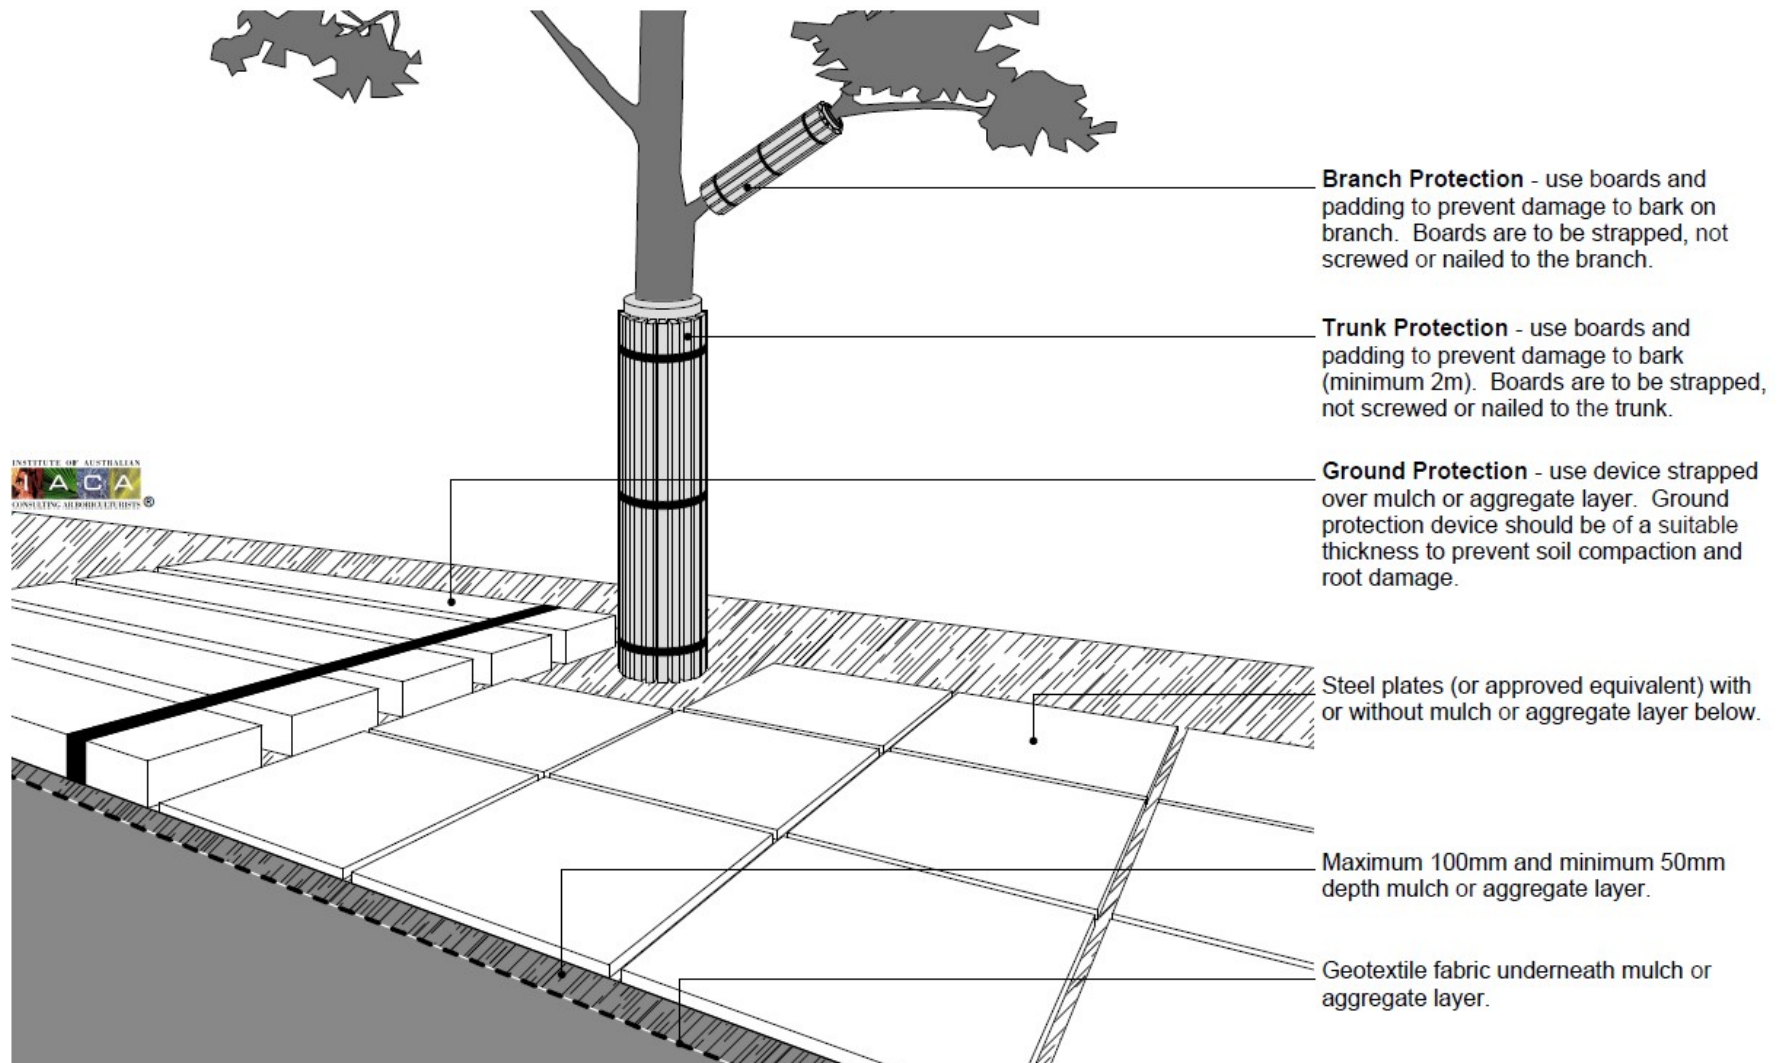 Branch Protection - use boards and
padding to prevent damage to bark on
branch. Boards are to be strapped, not
screwed or nailed to the branch.
Trunk Protection - use boards and
padding to prevent damage to bark
(minimum 2m). Boards are to be strapped,
not screwed or nailed to the trunk.
INSTITUTE OF AUSTRALIAN
IACA
CONSULTING ARBORICULTURISTS ®
Ground Protection - use device strapped
over mulch or aggregate layer. Ground
protection device should be of a suitable
thickness to prevent soil compaction and
root damage.
Steel plates (or approved equivalent) with
or without mulch or aggregate layer below.
Maximum 100mm and minimum 50mm
depth mulch or aggregate layer.
Geotextile fabric underneath mulch or
aggregate layer.